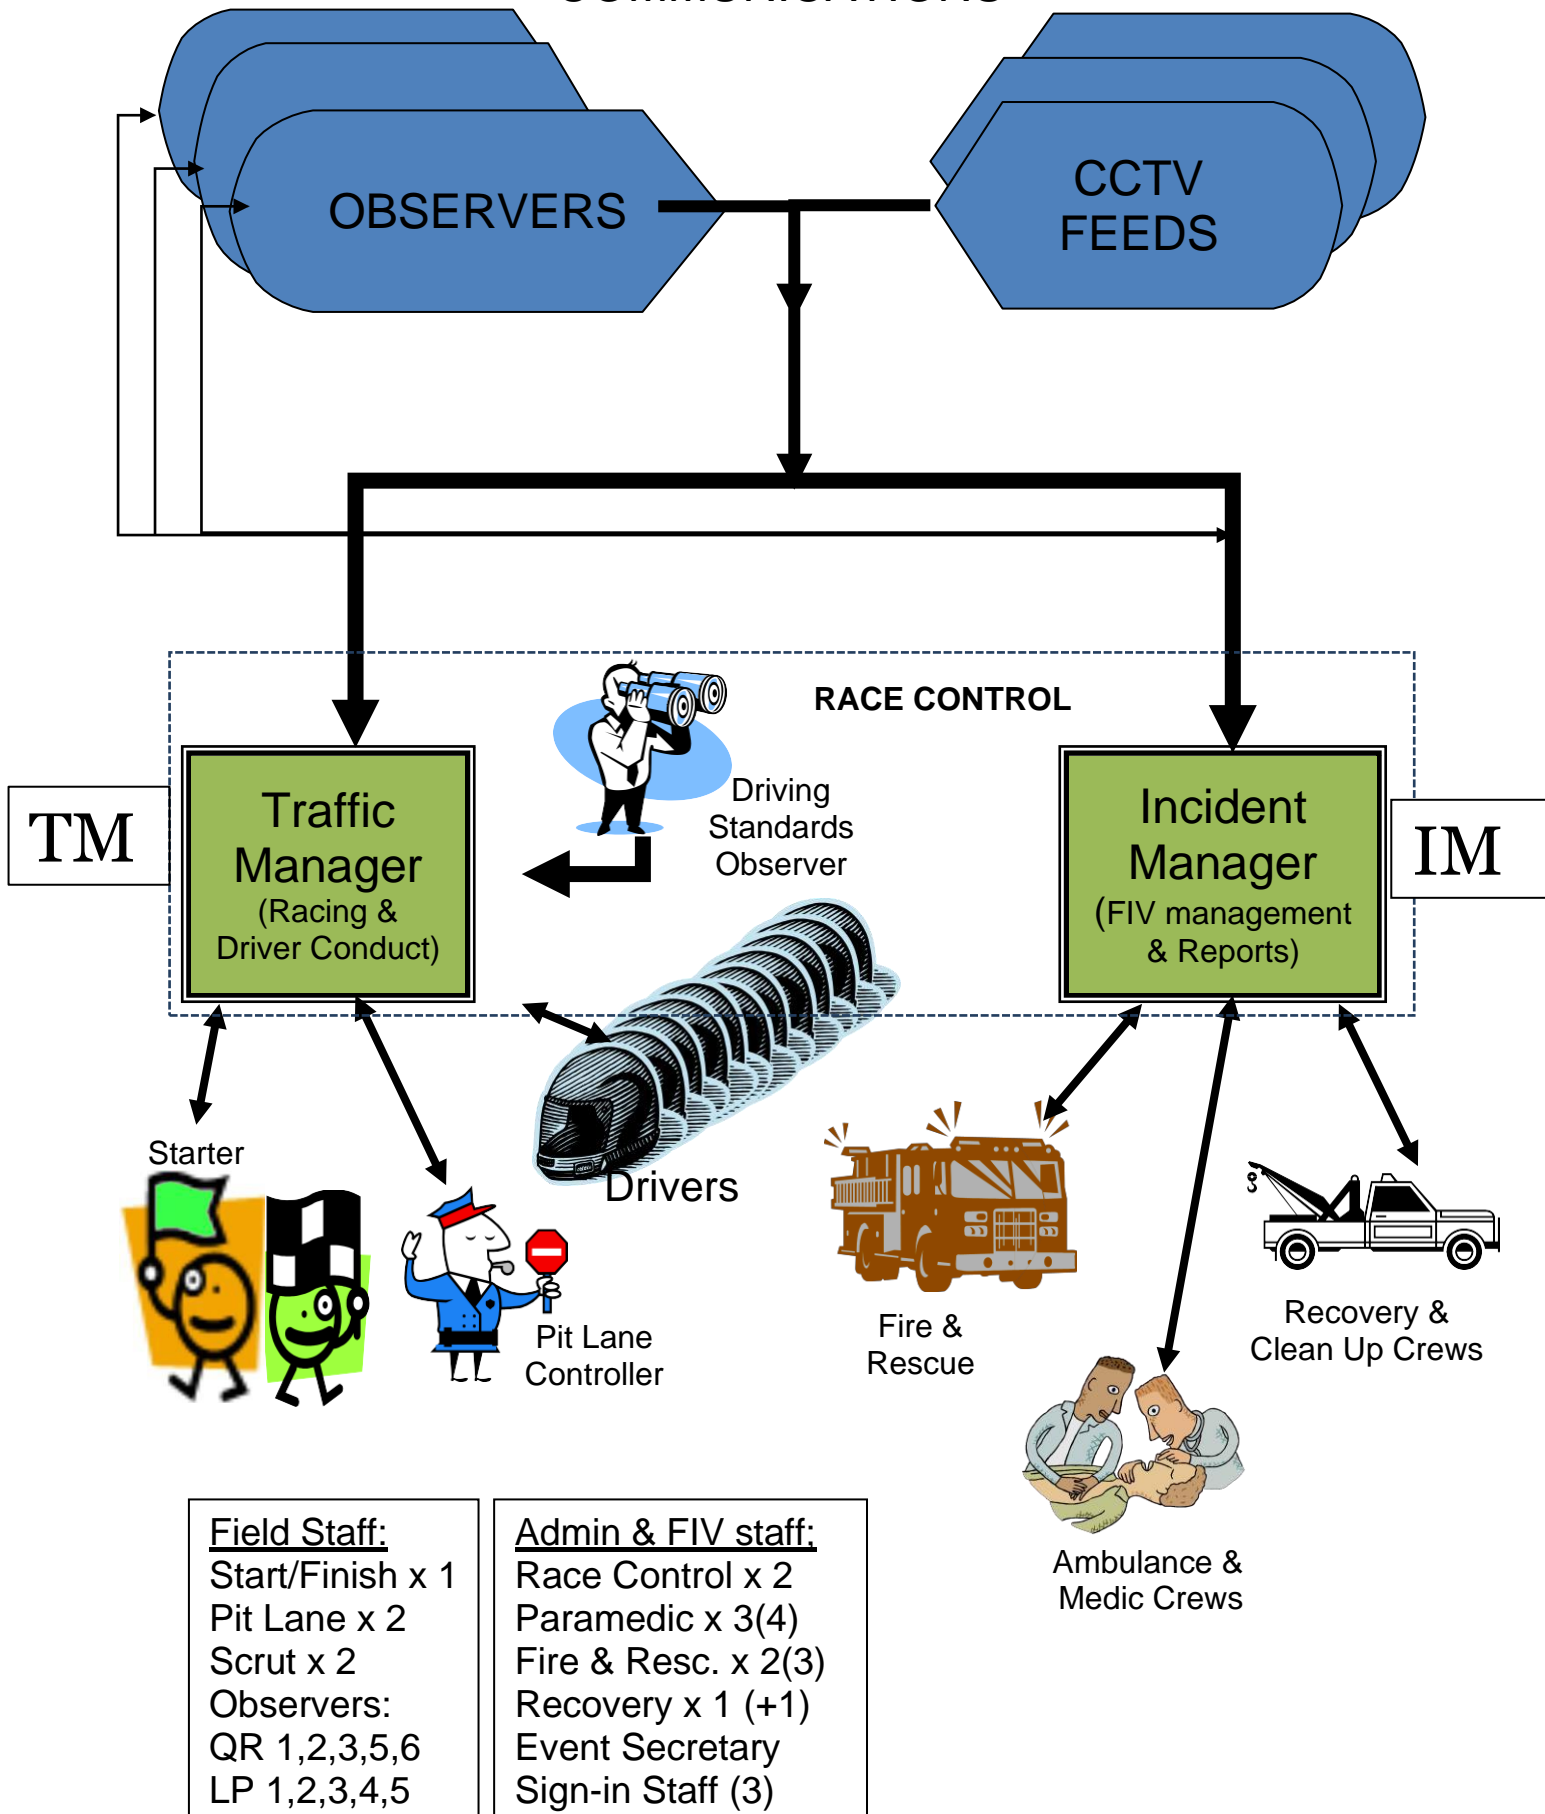 COMMUNICATIONS
OBSERVERS
CCTV
FEEDS
RACE CONTROL
TM
Traffic
Manager
(Racing &
Driver Conduct)
Driving
Standards
Observer
Incident
Manager
(FIV management
& Reports)
IM
Starter
Drivers
Pit Lane
Controller
Fire &
Rescue
Recovery &
Clean Up Crews
Ambulance &
Medic Crews
Field Staff:
Start/Finish x 1
Pit Lane x 2
Scrut x 2
Observers:
QR 1,2,3,5,6
LP 1,2,3,4,5
Admin & FIV staff;
Race Control x 2
Paramedic x 3(4)
Fire & Resc. x 2(3)
Recovery x 1 (+1)
Event Secretary
Sign-in Staff (3)